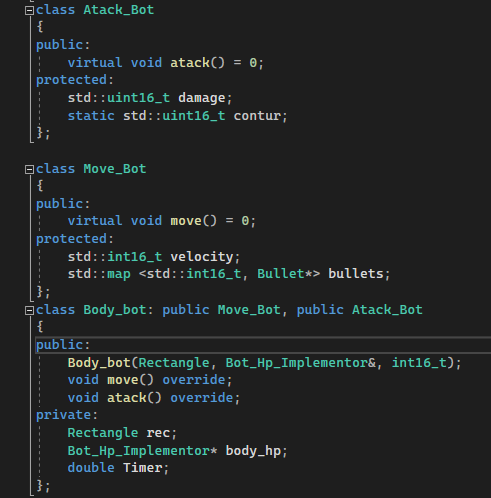 class Atack_Bot
{
public:
    virtual void atack() = 0;
protected:
    std::uint16_t damage;
    static std::uint16_t contur;
};
class Move_Bot
{
public:
    virtual void move() = 0;
protected:
    std::int16_t velocity;
    std::map <std::int16_t, Bullet*> bullets;
};
class Body_bot: public Move_Bot, public Atack_Bot
{
public:
    Body_bot(Rectangle, Bot_Hp_Implementor&, int16_t);
    void move() override;
    void atack() override;
private:
    Rectangle rec;
    Bot_Hp_Implementor* body_hp;
    double Timer;
};